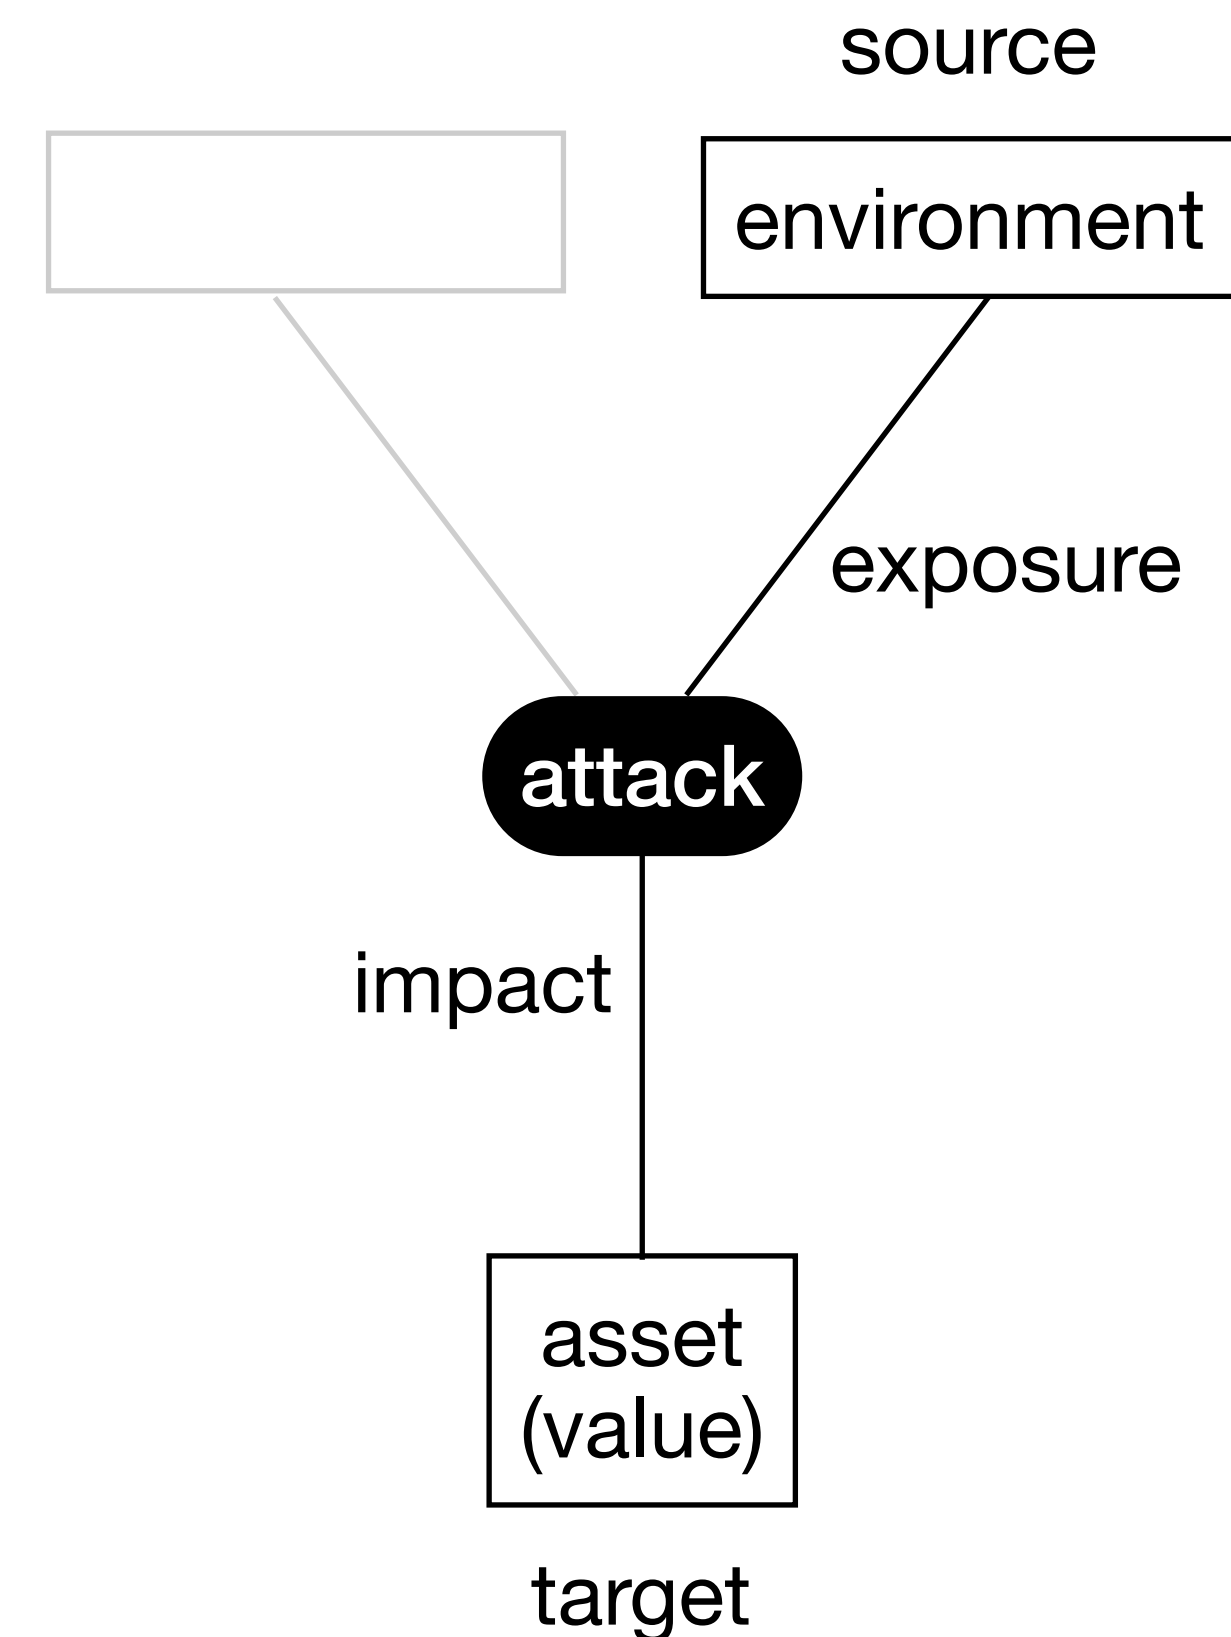 source
environment
exposure
attack
impact
asset
(value)
target